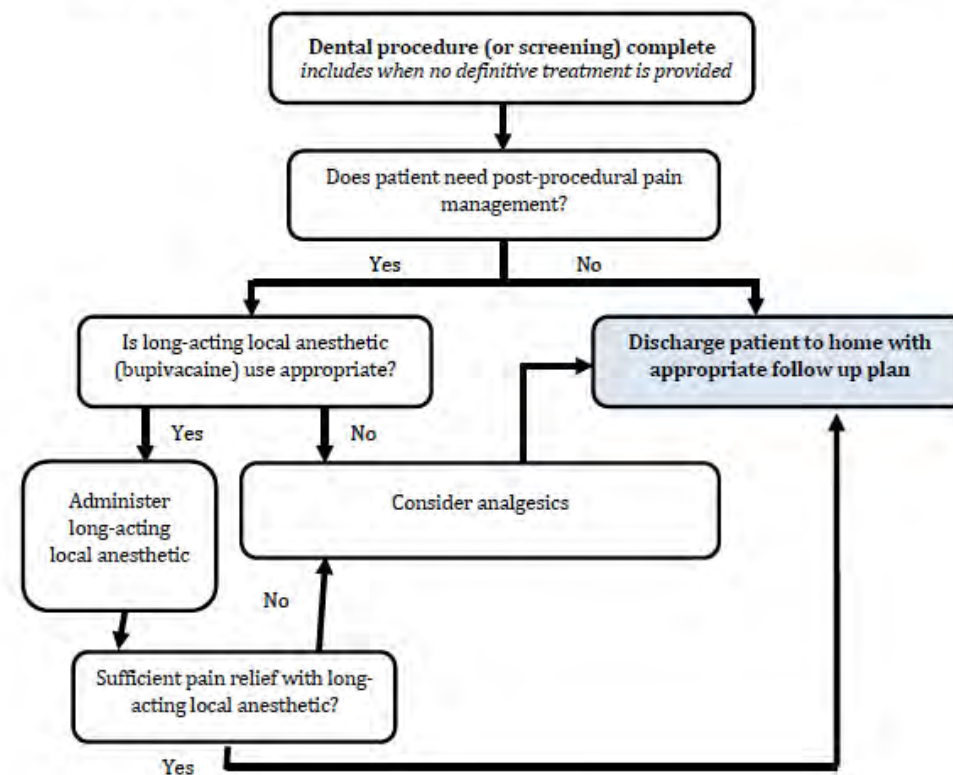 Dental procedure (or screening) complete
includes when no definitive treatment is provided
Does patient need post-procedural pain
management?
Yes
No
Is long-acting local anesthetic
(bupivacaine) use appropriate?
Discharge patient to home with
appropriate follow up plan
Yes
No
Administer
long-acting
local anesthetic
Consider analgesics
No
Sufficient pain relief with long-
acting local anesthetic?
Yes